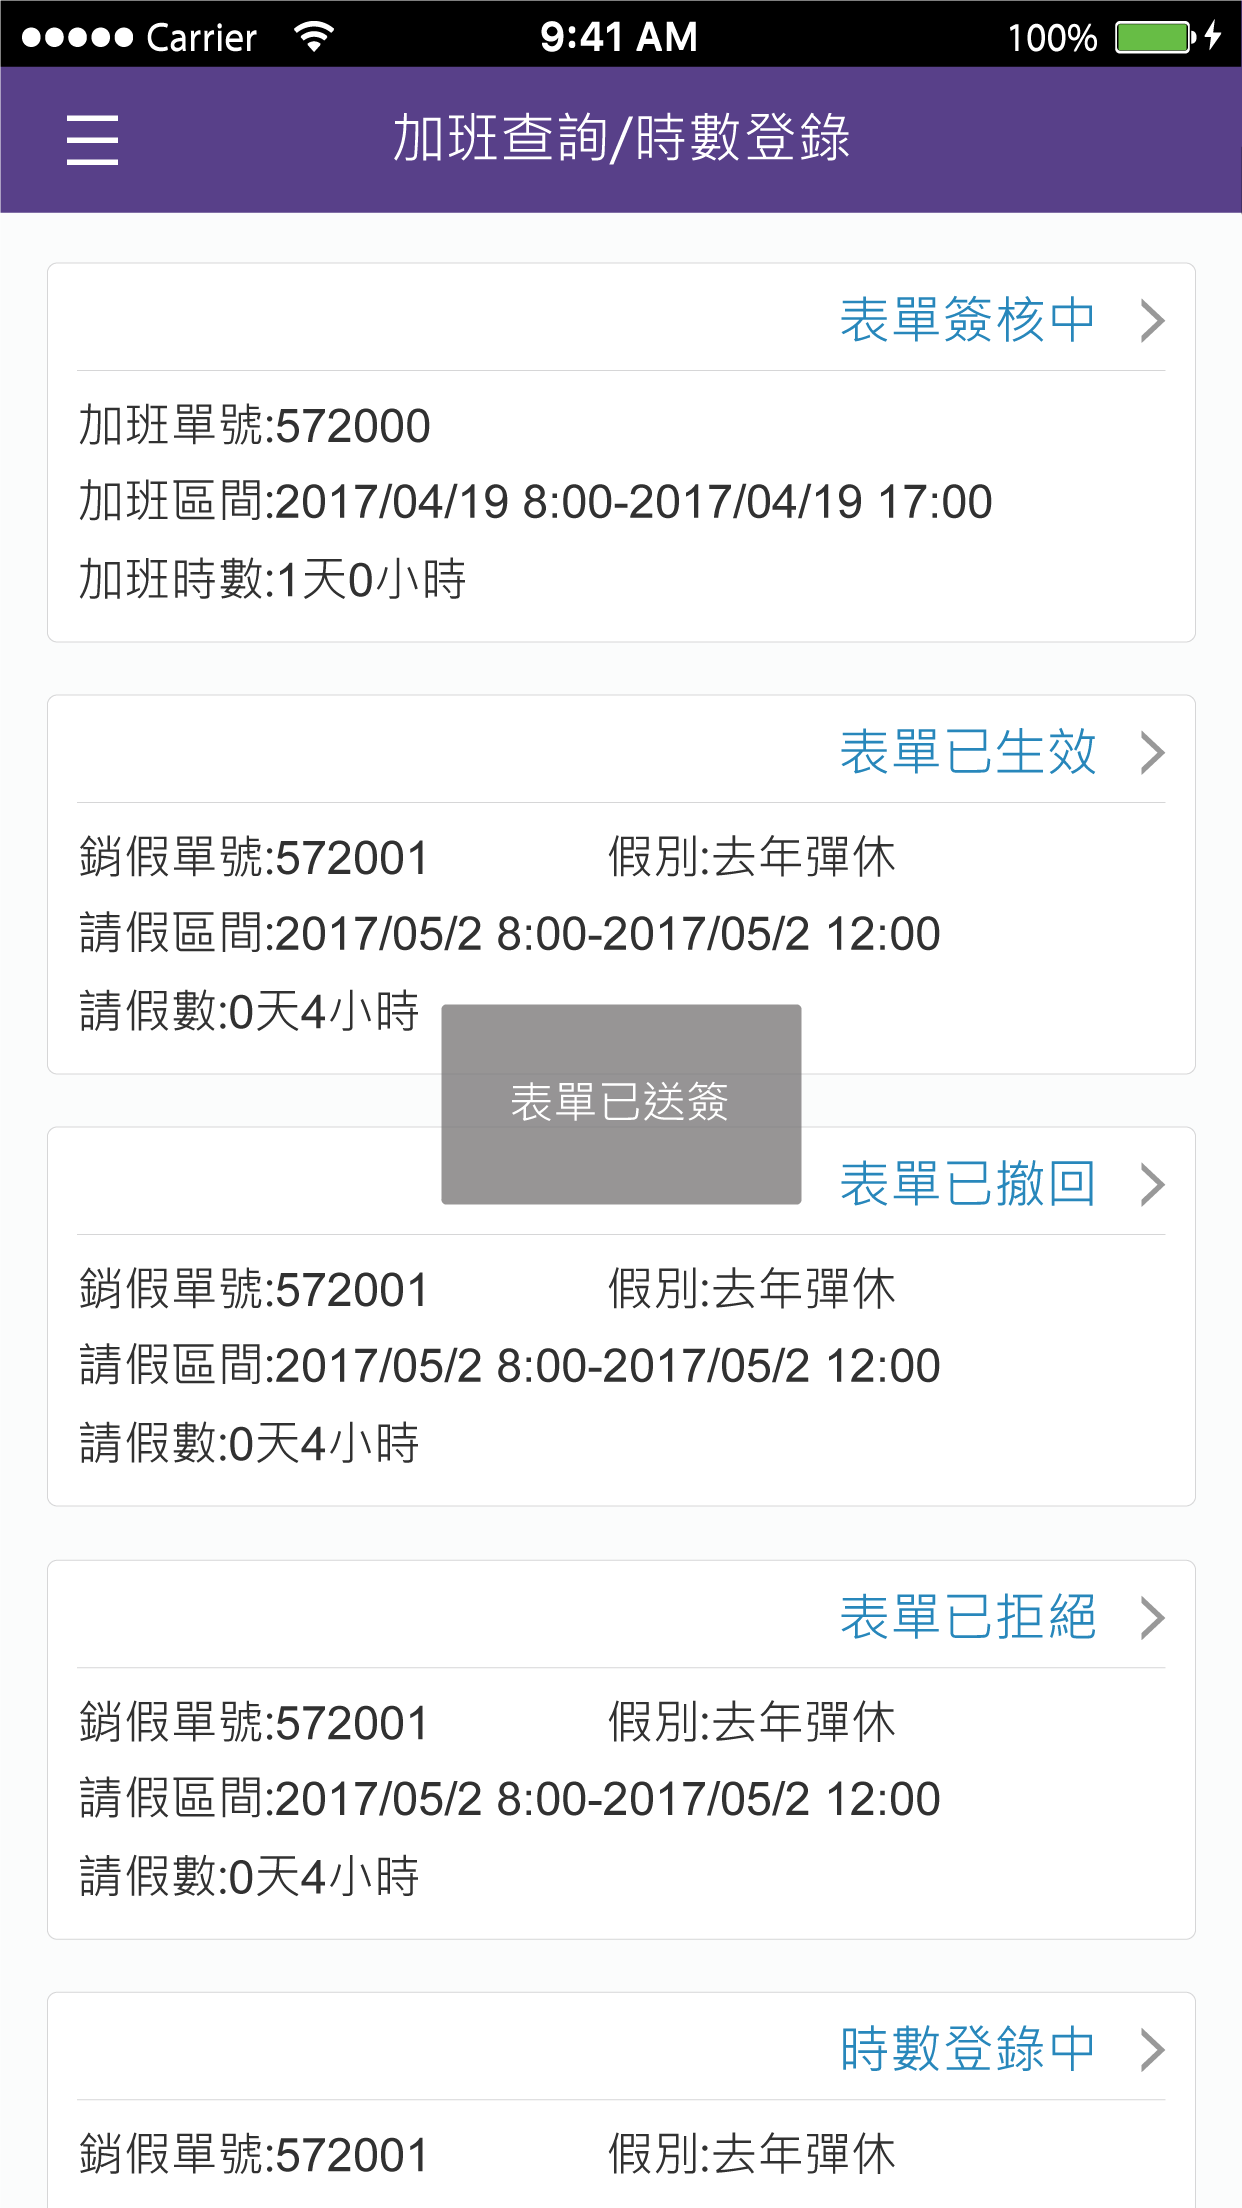 Carrier 9:41 AM 100%
加班查詢/時數登錄
表單簽核中
加班單號:572000
加班區間:2017/04/19 8:00-2017/04/19 17:00
加班時數:1天0小時
表單已生效
銷假單號:572001 假別:去年彈休
請假區間:2017/05/2 8:00-2017/05/2 12:00
請假數:0天4小時
表單已送簽
表單已撤回
銷假單號:572001 假別:去年彈休
請假區間:2017/05/2 8:00-2017/05/2 12:00
請假數:0天4小時
表單已拒絕
銷假單號:572001 假別:去年彈休
請假區間:2017/05/2 8:00-2017/05/2 12:00
請假數:0天4小時
時數登錄中
銷假單號:572001 假別:去年彈休